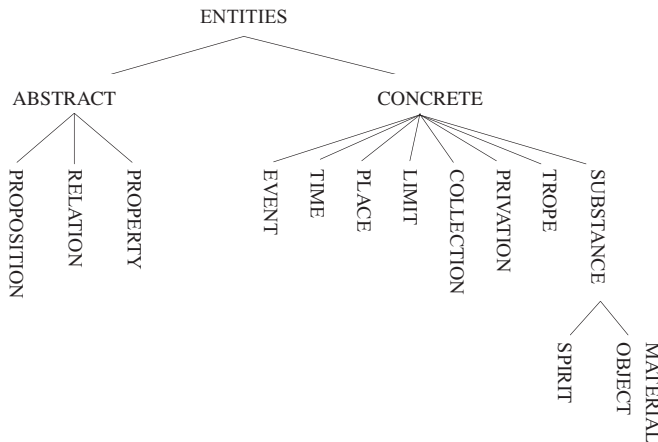 ENTITIES
ABSTRACT
CONCRETE
PROPOSITION
RELATION
PROPERTY
EVENT
TIME
PLACE
LIMIT
COLLECTION
PRIVATION
TROPE
SUBSTANCE
SPIRIT
MATERIAL
OBJECT